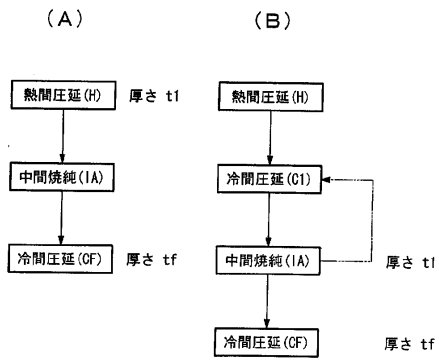 (A)
熱間圧延(H) 厚さ t1
中間焼純(IA)
冷間圧延(CF) 厚さ tf
(B)
熱間圧延(H)
冷間圧延(C1)
中間焼純(IA) 厚さ t1
冷間圧延(CF) 厚さ tf